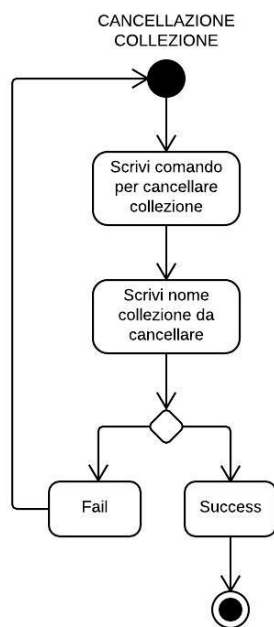 CANCELLAZIONE
COLLEZIONE
Scrivi comando
per cancellare
collezione
Scrivi nome
collezione da
cancellare
Fail
Success